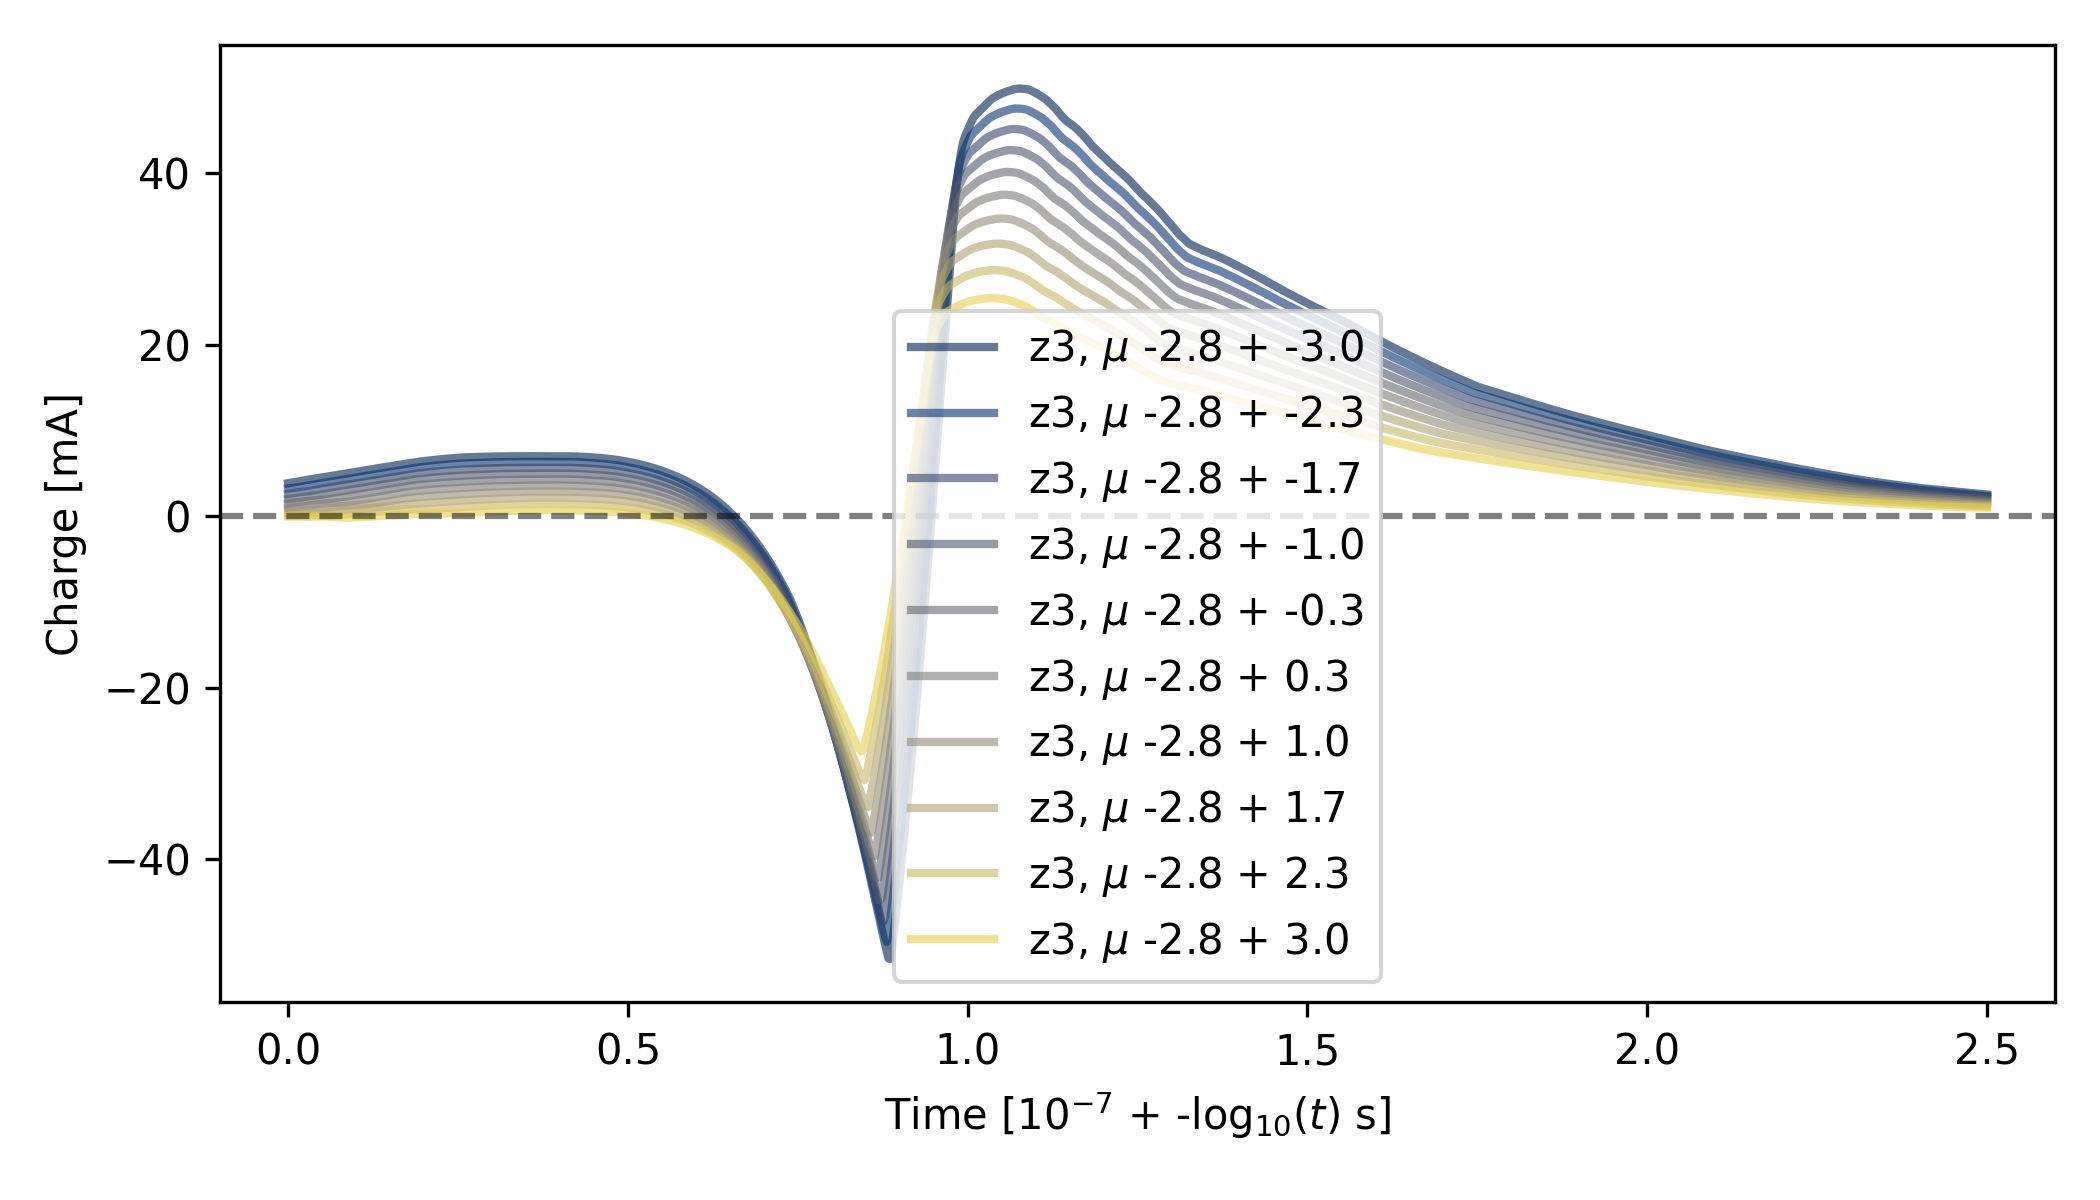 Charge [mA]
40
20
0
−20
−40
z3, μ -2.8 + -3.0
z3, μ -2.8 + -2.3
z3, μ -2.8 + -1.7
z3, μ -2.8 + -1.0
z3, μ -2.8 + -0.3
z3, μ -2.8 + 0.3
z3, μ -2.8 + 1.0
z3, μ -2.8 + 1.7
z3, μ -2.8 + 2.3
z3, μ -2.8 + 3.0
0.0 0.5 1.0 1.5 2.0 2.5
Time [10⁻⁷ + -log₁₀(t) s]